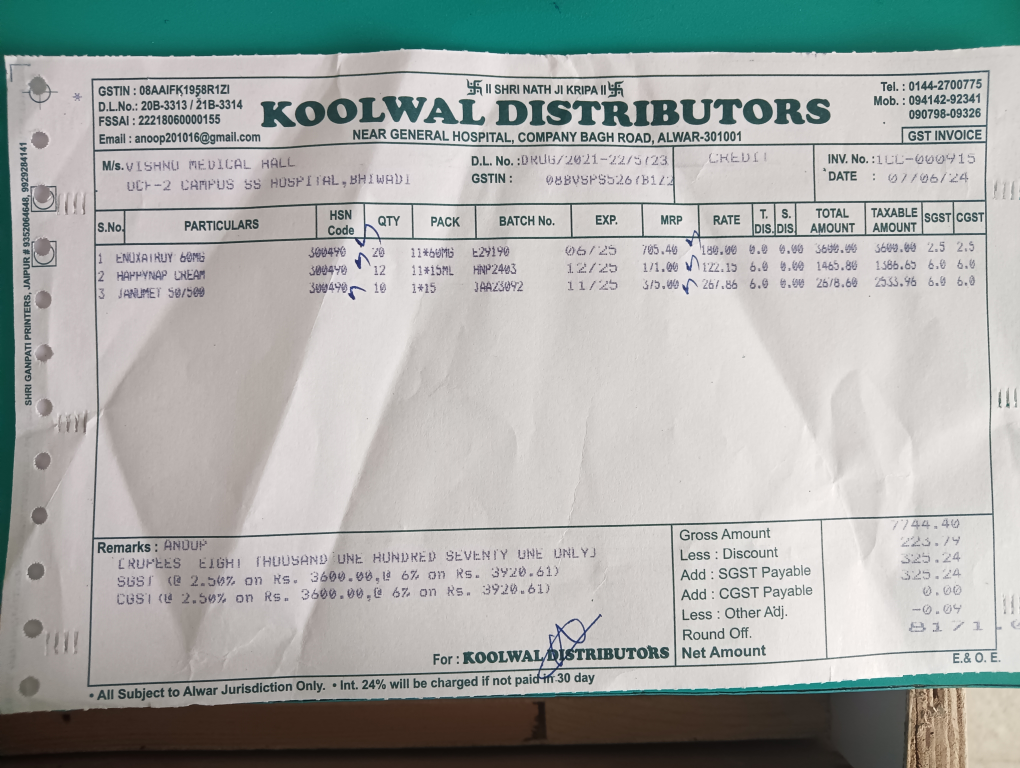 卐 II SHRI NATH JI KRIPA II 卐
GSTIN : 08AAIFK1958R1ZI
D.L.No.: 20B-3313 / 21B-3314
FSSAI : 22218060000155
Email : anoop201016@gmail.com
KOOLWAL DISTRIBUTORS
NEAR GENERAL HOSPITAL, COMPANY BAGH ROAD, ALWAR-301001
Tel. : 0144-2700775
Mob. : 094142-92341
090798-09326
GST INVOICE
M/s. VISHNU MEDICAL HALL
UCF-2 CAMPUS SS HOSPITAL,BHIWADI
D.L. No. :DRUG/2021-22/5723
GSTIN : 08BVSPS5267B1ZZ
CREDIT
INV. No. :1CC-000915
DATE : 07/06/24
S.No. PARTICULARS HSN Code QTY PACK BATCH No. EXP. MRP RATE T. DIS. S. DIS. TOTAL AMOUNT TAXABLE AMOUNT SGST CGST
1 60MG 300490 20 11*60MG E29190 06/25 705.40 180.00 0.0 0.00 3600.00 3600.00 2.5 2.5
2 HAPPYNAP CREAM 300490 12 11*15ML HNP2403 12/25 171.00 122.15 6.0 0.00 1465.80 1386.65 6.0 6.0
3 JANUMET 50/500 300490 10 1*15 JAA23092 11/25 375.00 267.86 6.0 0.00 2678.60 2533.96 6.0 6.0
Remarks : ANOOP
(RUPEES EIGHT THOUSAND ONE HUNDRED SEVENTY ONE ONLY)
SGST (@ 2.50% on Rs. 3600.00,@ 6% on Rs. 3920.61)
CGST(@ 2.50% on Rs. 3600.00,@ 6% on Rs. 3920.61)
For : KOOLWAL DISTRIBUTORS
Gross Amount 7744.40
Less : Discount 223.79
Add : SGST Payable 325.24
Add : CGST Payable 325.24
Less : Other Adj. 0.00
Round Off. -0.09
Net Amount 8171.0
E.& O. E.
• All Subject to Alwar Jurisdiction Only. • Int. 24% will be charged if not paid in 30 day
SHRI GANPATI PRINTERS, JAIPUR # 9352064648, 9929284141